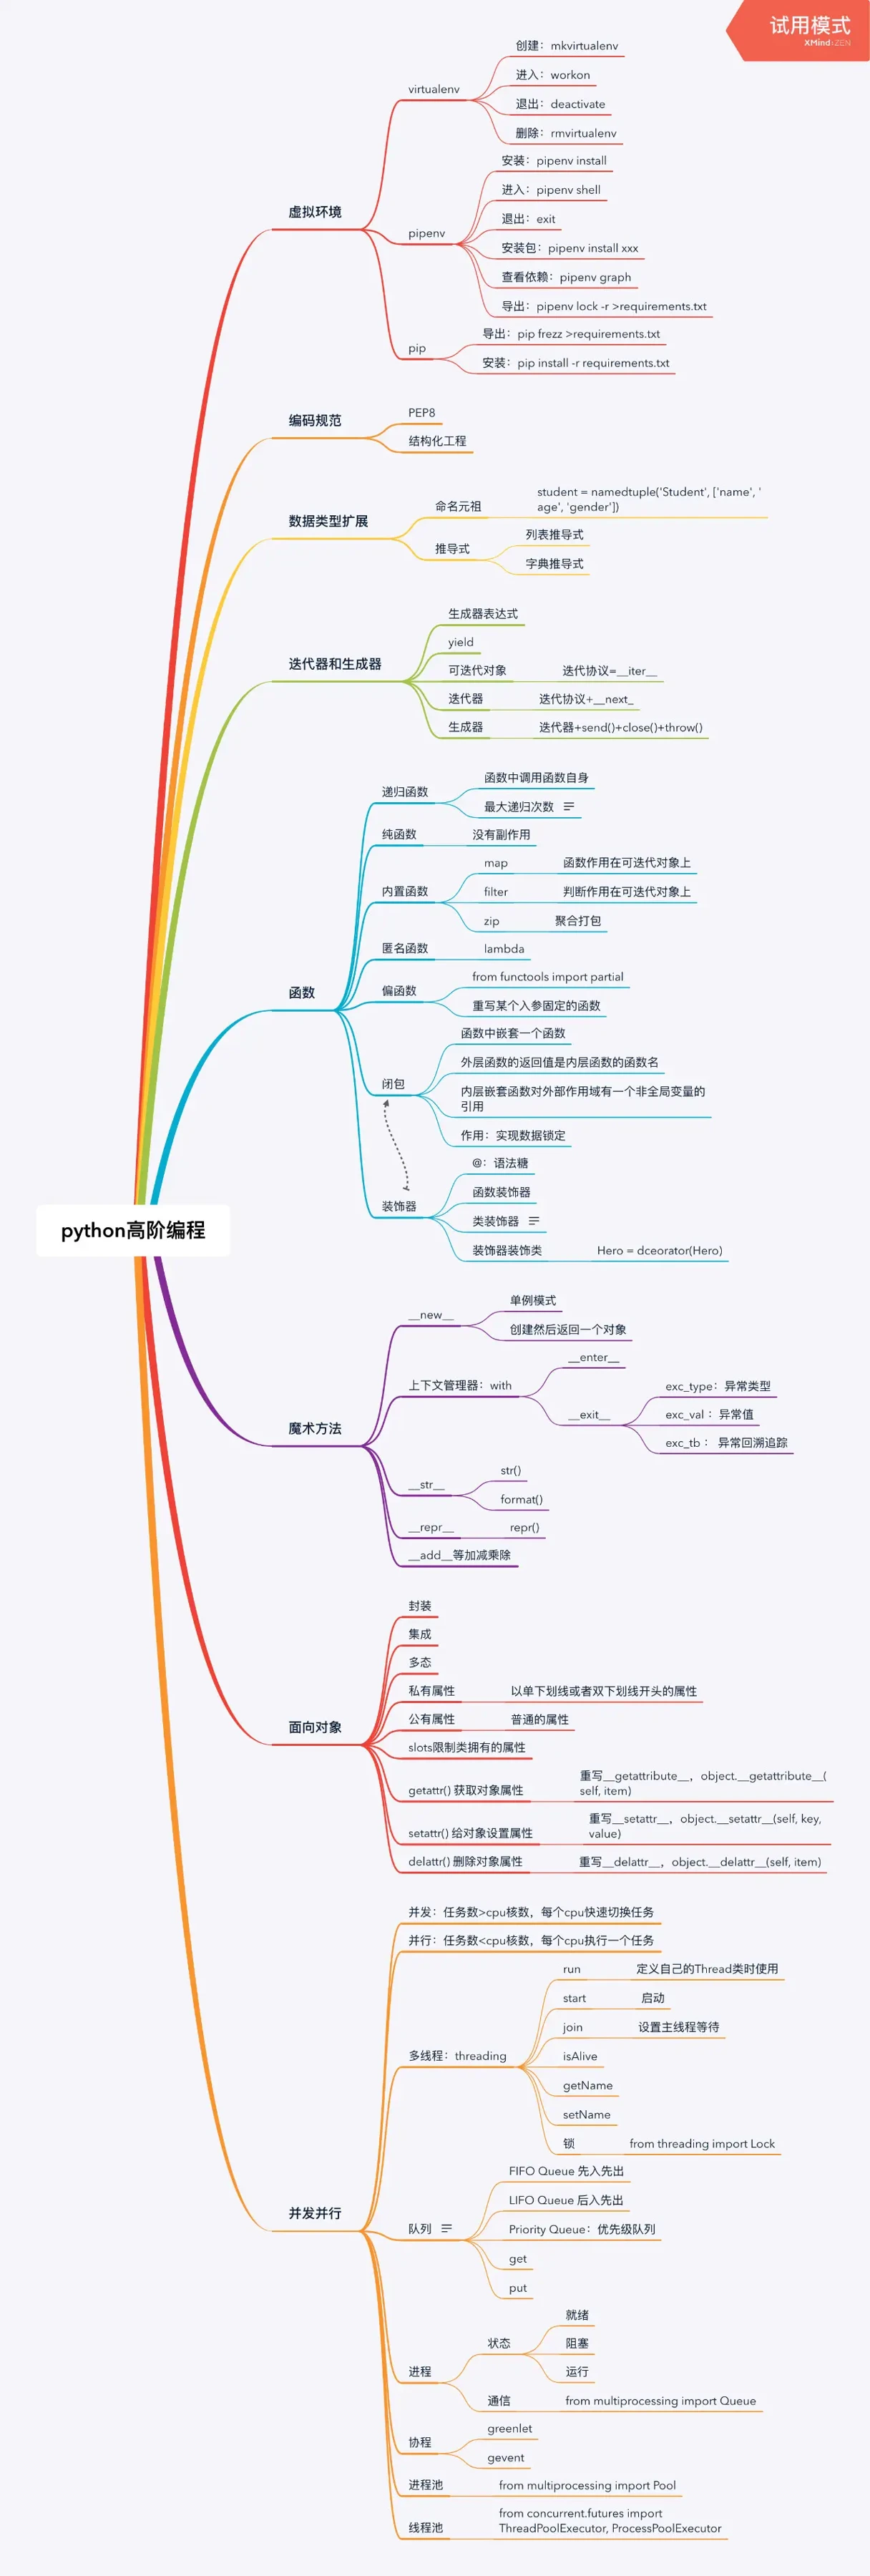 试用模式
XMind:ZEN
python高阶编程
虚拟环境
virtualenv
创建：mkvirtualenv
进入：workon
退出：deactivate
删除：rmvirtualenv
pipenv
安装：pipenv install
进入：pipenv shell
退出：exit
安装包：pipenv install xxx
查看依赖：pipenv graph
导出：pipenv lock -r >requirements.txt
pip
导出：pip frezz >requirements.txt
安装：pip install -r requirements.txt
编码规范
PEP8
结构化工程
数据类型扩展
命名元祖
student = namedtuple('Student', ['name', '
age', 'gender'])
推导式
列表推导式
字典推导式
迭代器和生成器
生成器表达式
yield
可迭代对象
迭代协议=__iter__
迭代器
迭代协议+__next_
生成器
迭代器+send()+close()+throw()
函数
递归函数
函数中调用函数自身
最大递归次数
纯函数
没有副作用
内置函数
map
函数作用在可迭代对象上
filter
判断作用在可迭代对象上
zip
聚合打包
匿名函数
lambda
偏函数
from functools import partial
重写某个入参固定的函数
闭包
函数中嵌套一个函数
外层函数的返回值是内层函数的函数名
内层嵌套函数对外部作用域有一个非全局变量的
引用
作用：实现数据锁定
装饰器
@：语法糖
函数装饰器
类装饰器
装饰器装饰类
Hero = dceorator(Hero)
魔术方法
__new__
单例模式
创建然后返回一个对象
上下文管理器：with
__enter__
__exit__
exc_type：异常类型
exc_val ：异常值
exc_tb ： 异常回溯追踪
__str__
str()
format()
__repr__
repr()
__add__等加减乘除
面向对象
封装
集成
多态
私有属性
以单下划线或者双下划线开头的属性
公有属性
普通的属性
slots限制类拥有的属性
getattr() 获取对象属性
重写__getattribute__，object.__getattribute__(
self, item)
setattr() 给对象设置属性
重写__setattr__，object.__setattr__(self, key,
value)
delattr() 删除对象属性
重写__delattr__，object.__delattr__(self, item)
并发并行
并发：任务数>cpu核数，每个cpu快速切换任务
并行：任务数<cpu核数，每个cpu执行一个任务
多线程：threading
run
定义自己的Thread类时使用
start
启动
join
设置主线程等待
isAlive
getName
setName
锁
from threading import Lock
队列
FIFO Queue 先入先出
LIFO Queue 后入先出
Priority Queue：优先级队列
get
put
进程
状态
就绪
阻塞
运行
通信
from multiprocessing import Queue
协程
greenlet
gevent
进程池
from multiprocessing import Pool
线程池
from concurrent.futures import
ThreadPoolExecutor, ProcessPoolExecutor